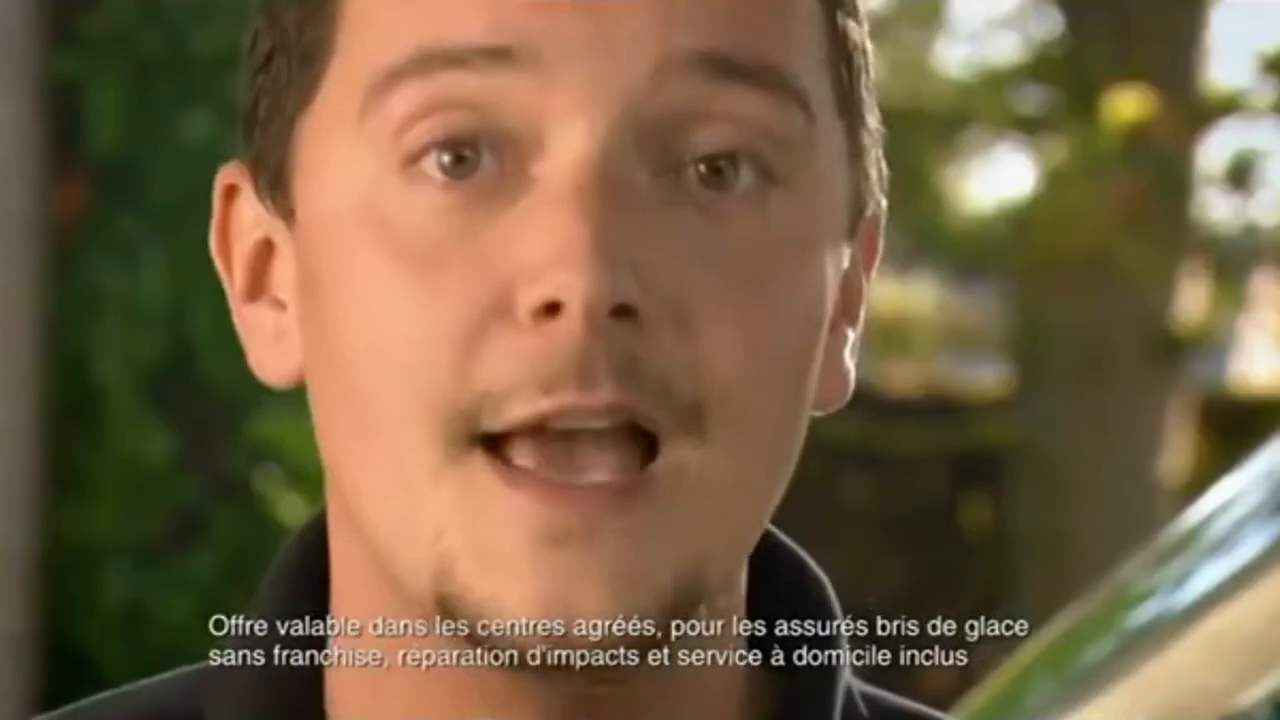 Offre valable dans les centres agréés, pour les assurés bris de glace
sans franchise, réparation d'impacts et service à domicile inclus